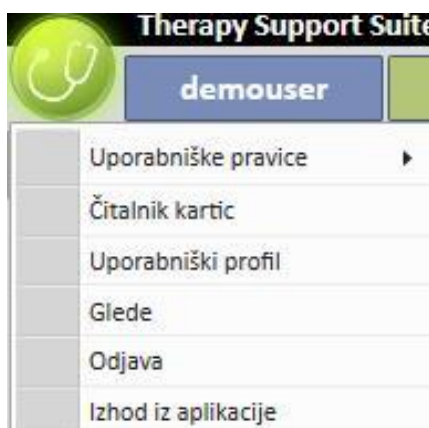 Therapy Support Suite
demouser
Uporabniške pravice
Čitalnik kartic
Uporabniški profil
Glede
Odjava
Izhod iz aplikacije